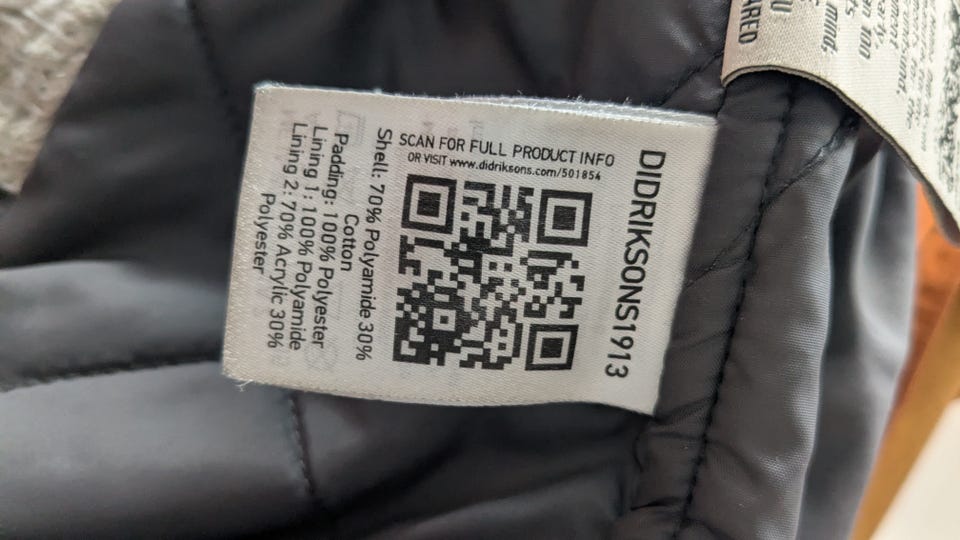 DIDRIKSONS1913
SCAN FOR FULL PRODUCT INFO
OR VISIT www.didriksons.com/501854
Shell: 70% Polyamide 30%
Cotton
Padding: 100% Polyester
Lining 1: 100% Polyamide
Lining 2: 70% Acrylic 30%
Polyester